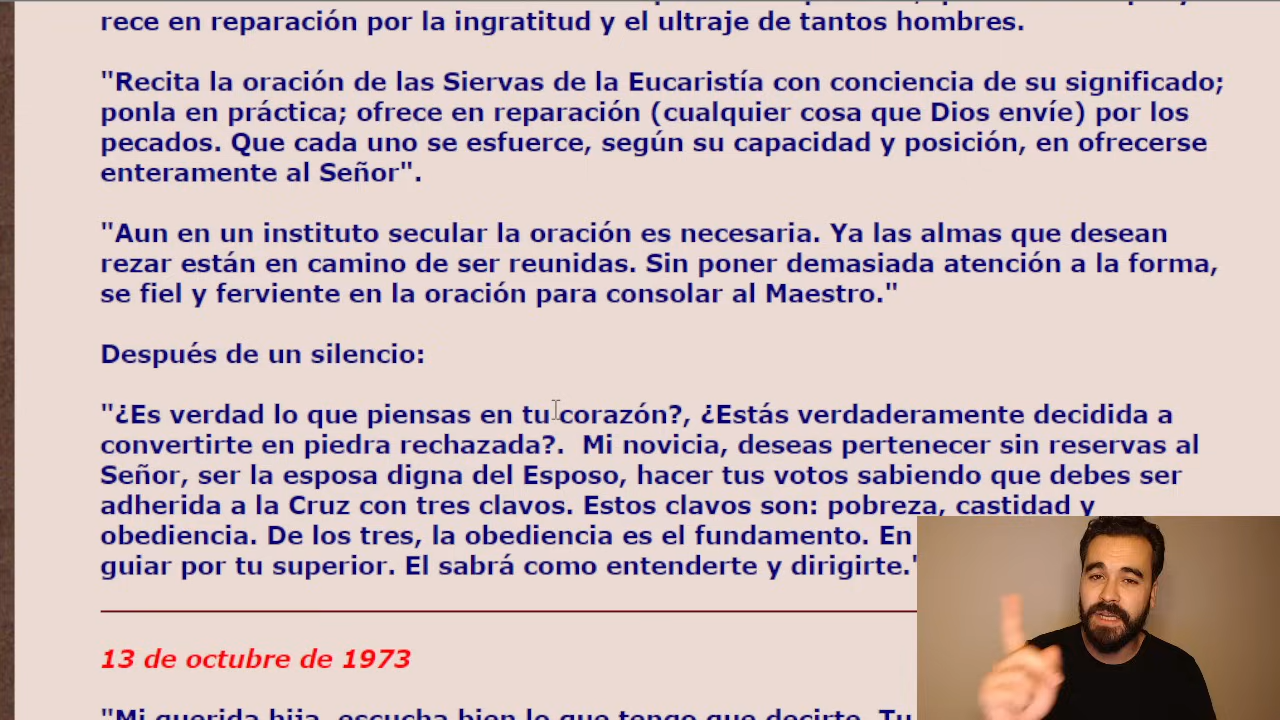 rece en reparación por la ingratitud y el ultraje de tantos hombres.
"Recita la oración de las Siervas de la Eucaristía con conciencia de su significado;
ponla en práctica; ofrece en reparación (cualquier cosa que Dios envíe) por los
pecados. Que cada uno se esfuerce, según su capacidad y posición, en ofrecerse
enteramente al Señor".
"Aun en un instituto secular la oración es necesaria. Ya las almas que desean
rezar están en camino de ser reunidas. Sin poner demasiada atención a la forma,
se fiel y ferviente en la oración para consolar al Maestro."
Después de un silencio:
"¿Es verdad lo que piensas en tu corazón?, ¿Estás verdaderamente decidida a
convertirte en piedra rechazada?.  Mi novicia, deseas pertenecer sin reservas al
Señor, ser la esposa digna del Esposo, hacer tus votos sabiendo que debes ser
adherida a la Cruz con tres clavos. Estos clavos son: pobreza, castidad y
obediencia. De los tres, la obediencia es el fundamento. En
guiar por tu superior. El sabrá como entenderte y dirigirte."
13 de octubre de 1973
"Mi querida hija, escucha bien lo que tengo que decirte. Tu